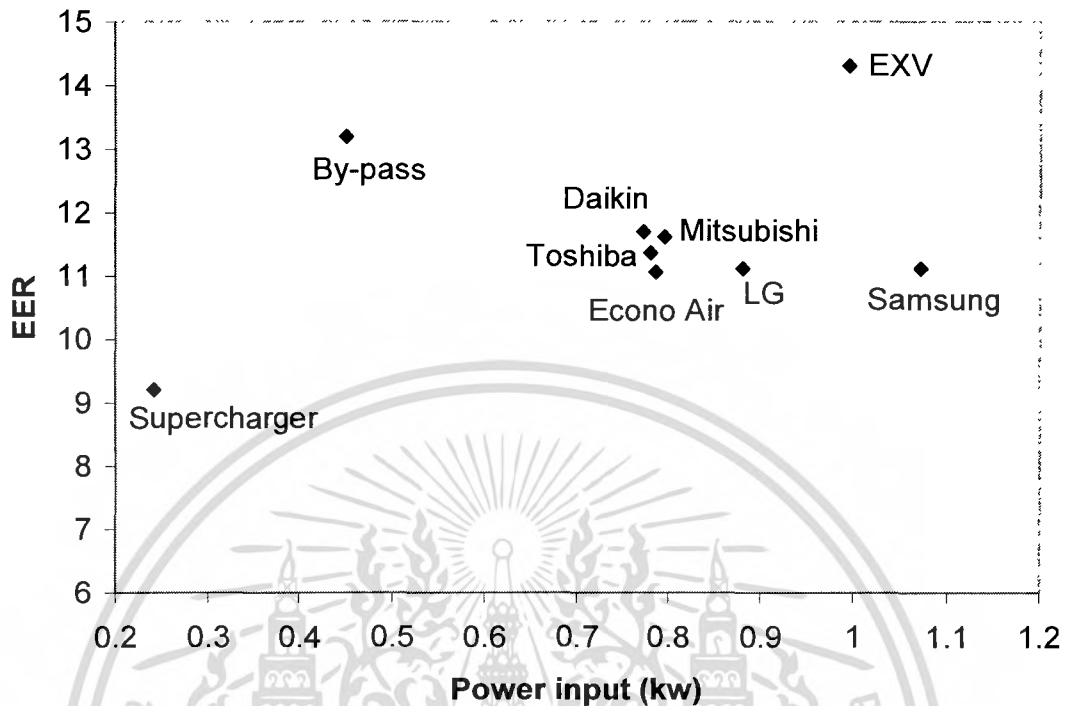 15
14
13
12
11
10
9
8
7
6
EER
EXV
By-pass
Daikin
Mitsubishi
Toshiba
Econo Air
LG
Samsung
Supercharger
0.2 0.3 0.4 0.5 0.6 0.7 0.8 0.9 1 1.1 1.2
Power input (kw)